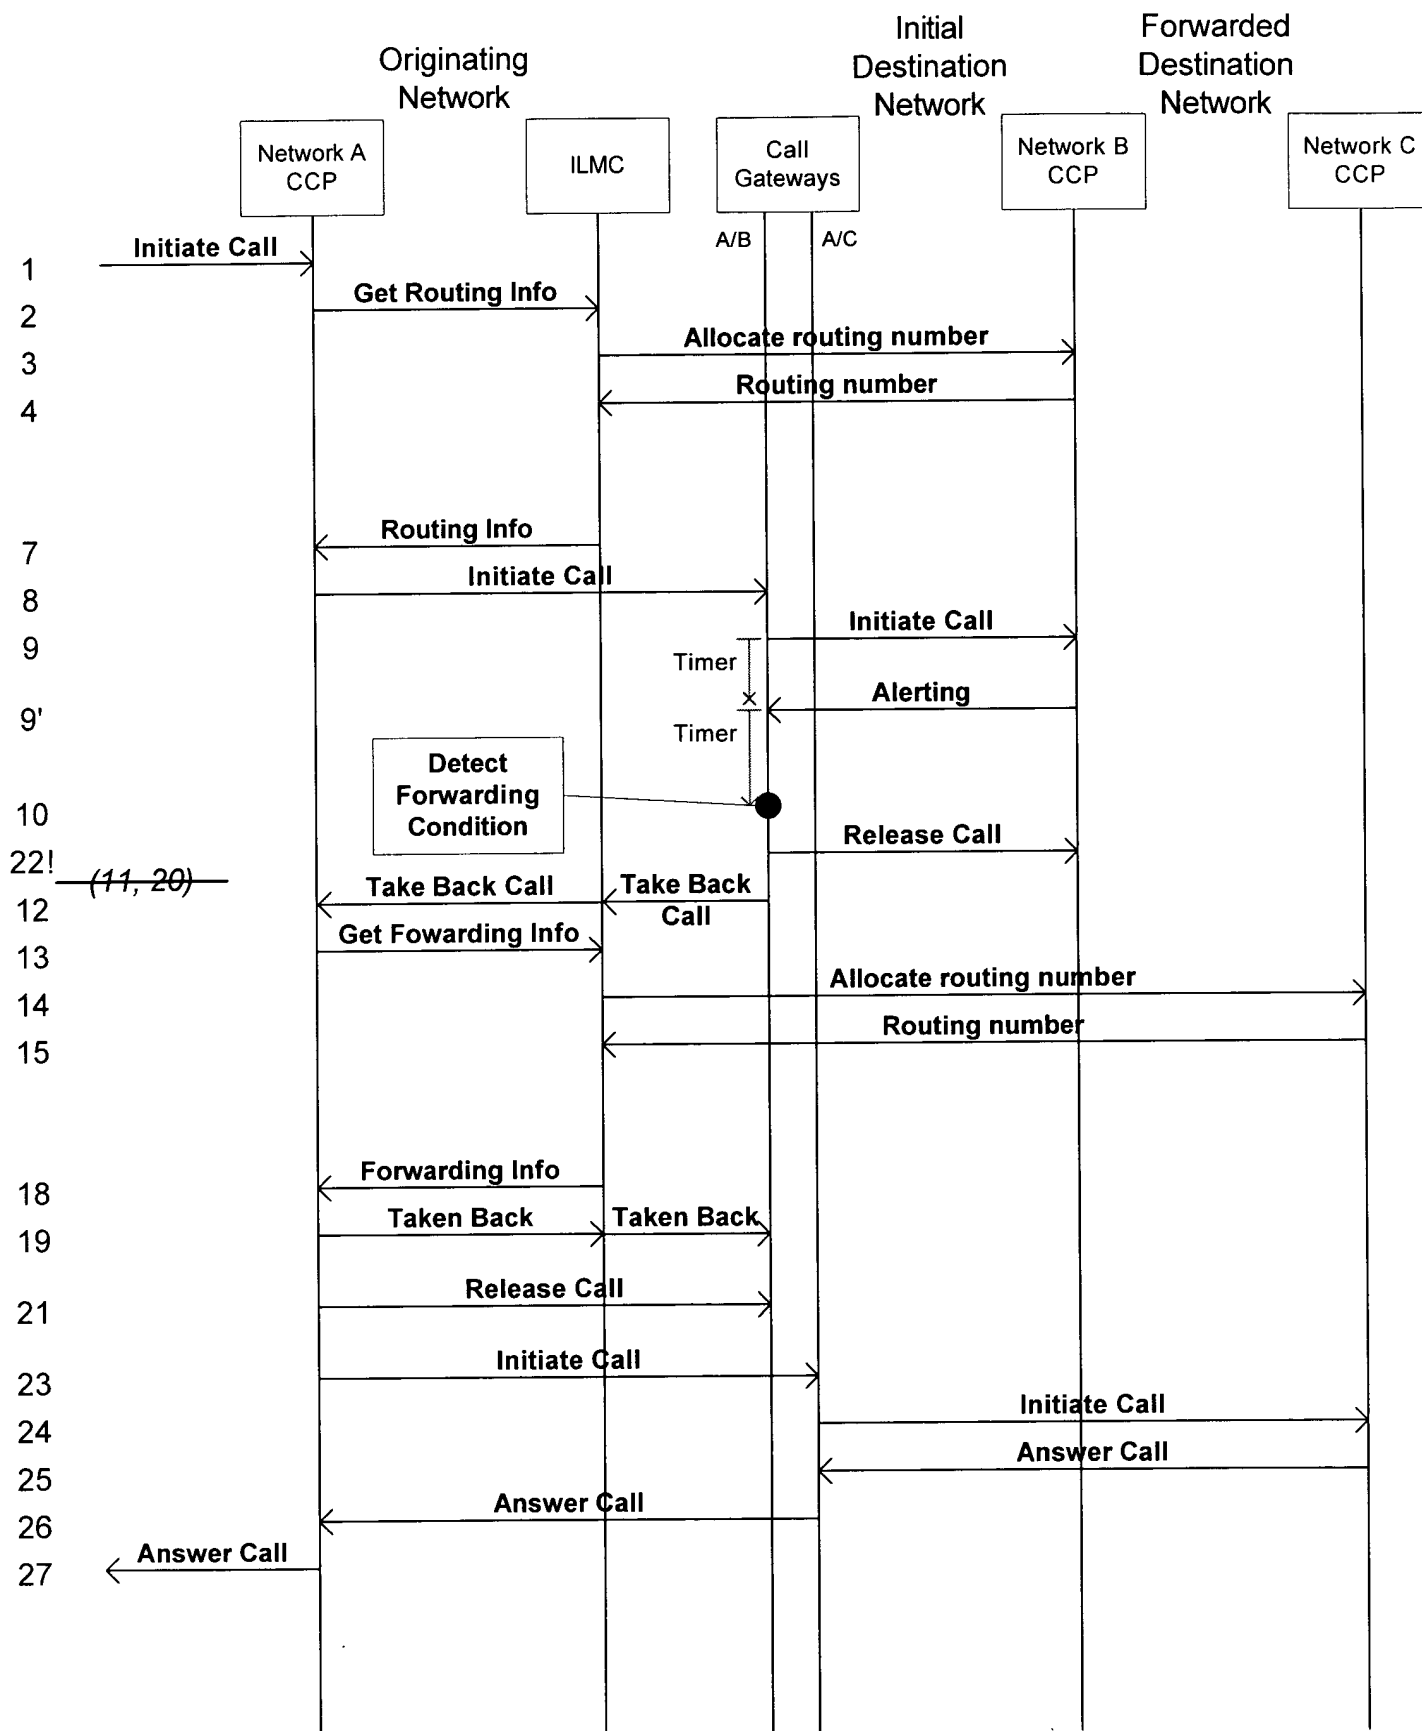 Originating
Network
Initial
Destination
Network
Forwarded
Destination
Network
Network A
CCP
ILMC
Call
Gateways
Network B
CCP
Network C
CCP
A/B
A/C
1
Initiate Call
2
Get Routing Info
3
Allocate routing number
4
Routing number
7
Routing Info
8
Initiate Call
9
Initiate Call
Timer
9'
Alerting
Timer
Detect
Forwarding
Condition
10
22!
Release Call
(11, 20)
12
Take Back Call
Take Back
Call
13
Get Fowarding Info
14
Allocate routing number
15
Routing number
18
Forwarding Info
19
Taken Back
Taken Back
21
Release Call
23
Initiate Call
24
Initiate Call
25
Answer Call
26
Answer Call
27
Answer Call